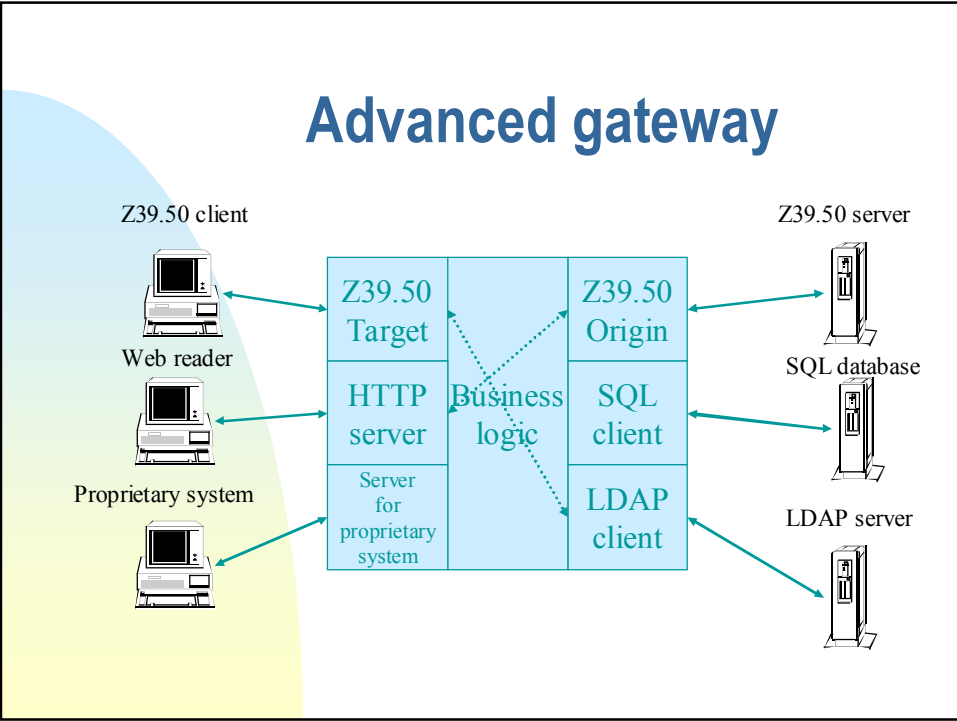 Advanced gateway
Z39.50 client
Z39.50 server
Z39.50
Target
Z39.50
Origin
Web reader
SQL database
HTTP
server
Business
logic
SQL
client
Proprietary system
Server
for
proprietary
system
LDAP
client
LDAP server